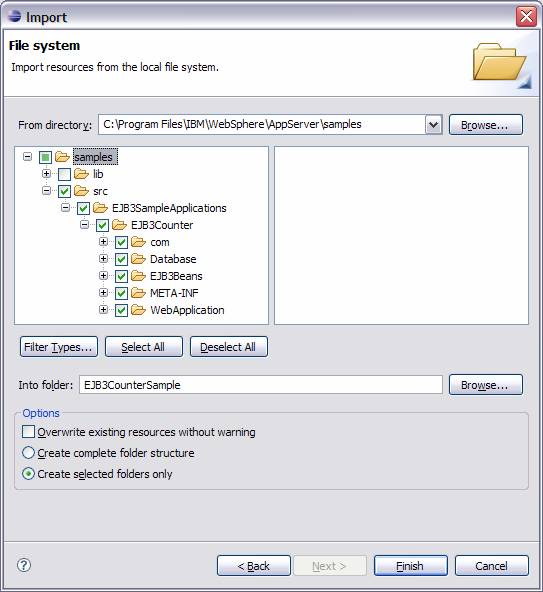 Import
File system
Import resources from the local file system.
From directory: C:\Program Files\IBM\WebSphere\AppServer\samples Browse...
samples
lib
src
EJB3SampleApplications
EJB3Counter
com
Database
EJB3Beans
META-INF
WebApplication
Filter Types... Select All Deselect All
Into folder: EJB3CounterSample Browse...
Options
Overwrite existing resources without warning
Create complete folder structure
Create selected folders only
? < Back Next > Finish Cancel